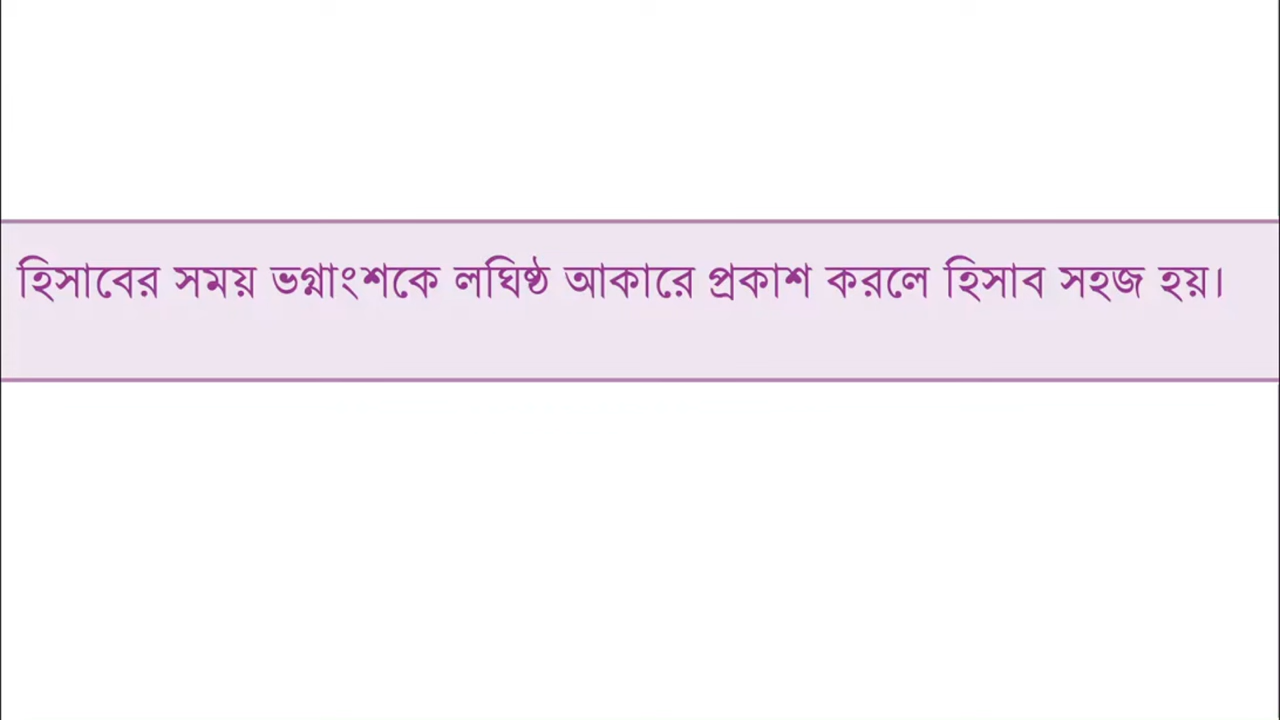 হিসাবের সময় ভগ্নাংশকে লঘিষ্ঠ আকারে প্রকাশ করলে হিসাব সহজ হয়।